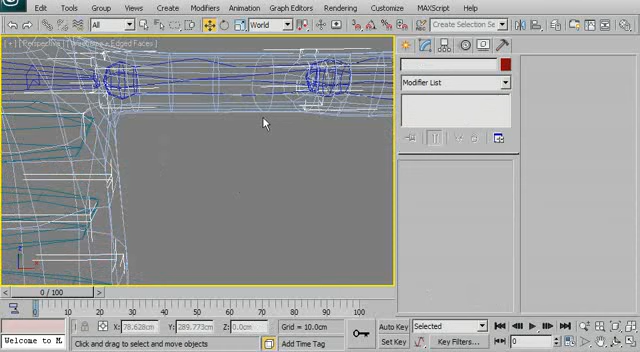 Edit Tools Group Views Create Modifiers Animation Graph Editors Rendering Customize MAXScript Help
All World Create Selection Se
[ + ] [ Perspective ] Edged Faces ]
Modifier List
0 / 100
0 10 20 30 40 50 60 70 80 90 100
X: 78.628cm Y: 289.773cm Z: 0.0cm Grid = 10.0cm Auto Key Selected
Welcome to M Click and drag to select and move objects Add Time Tag Set Key Key Filters... 0